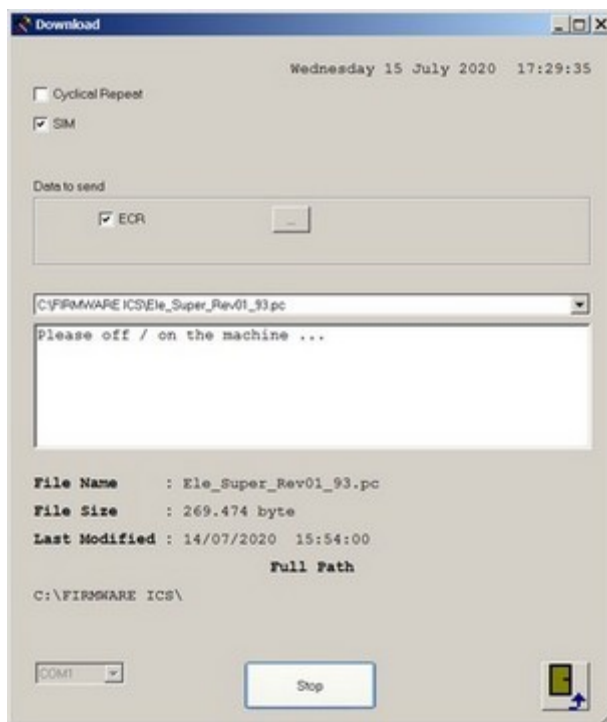 Download
Wednesday 15 July 2020 17:29:35
Cyclical Repeat
SIM
Data to send
ECR
...
C:\FIRMWARE ICS\Ele_Super_Rev01_93.pc
Please off / on the machine ...
File Name : Ele_Super_Rev01_93.pc
File Size : 269.474 byte
Last Modified : 14/07/2020 15:54:00
Full Path
C:\FIRMWARE ICS\
COM1
Stop